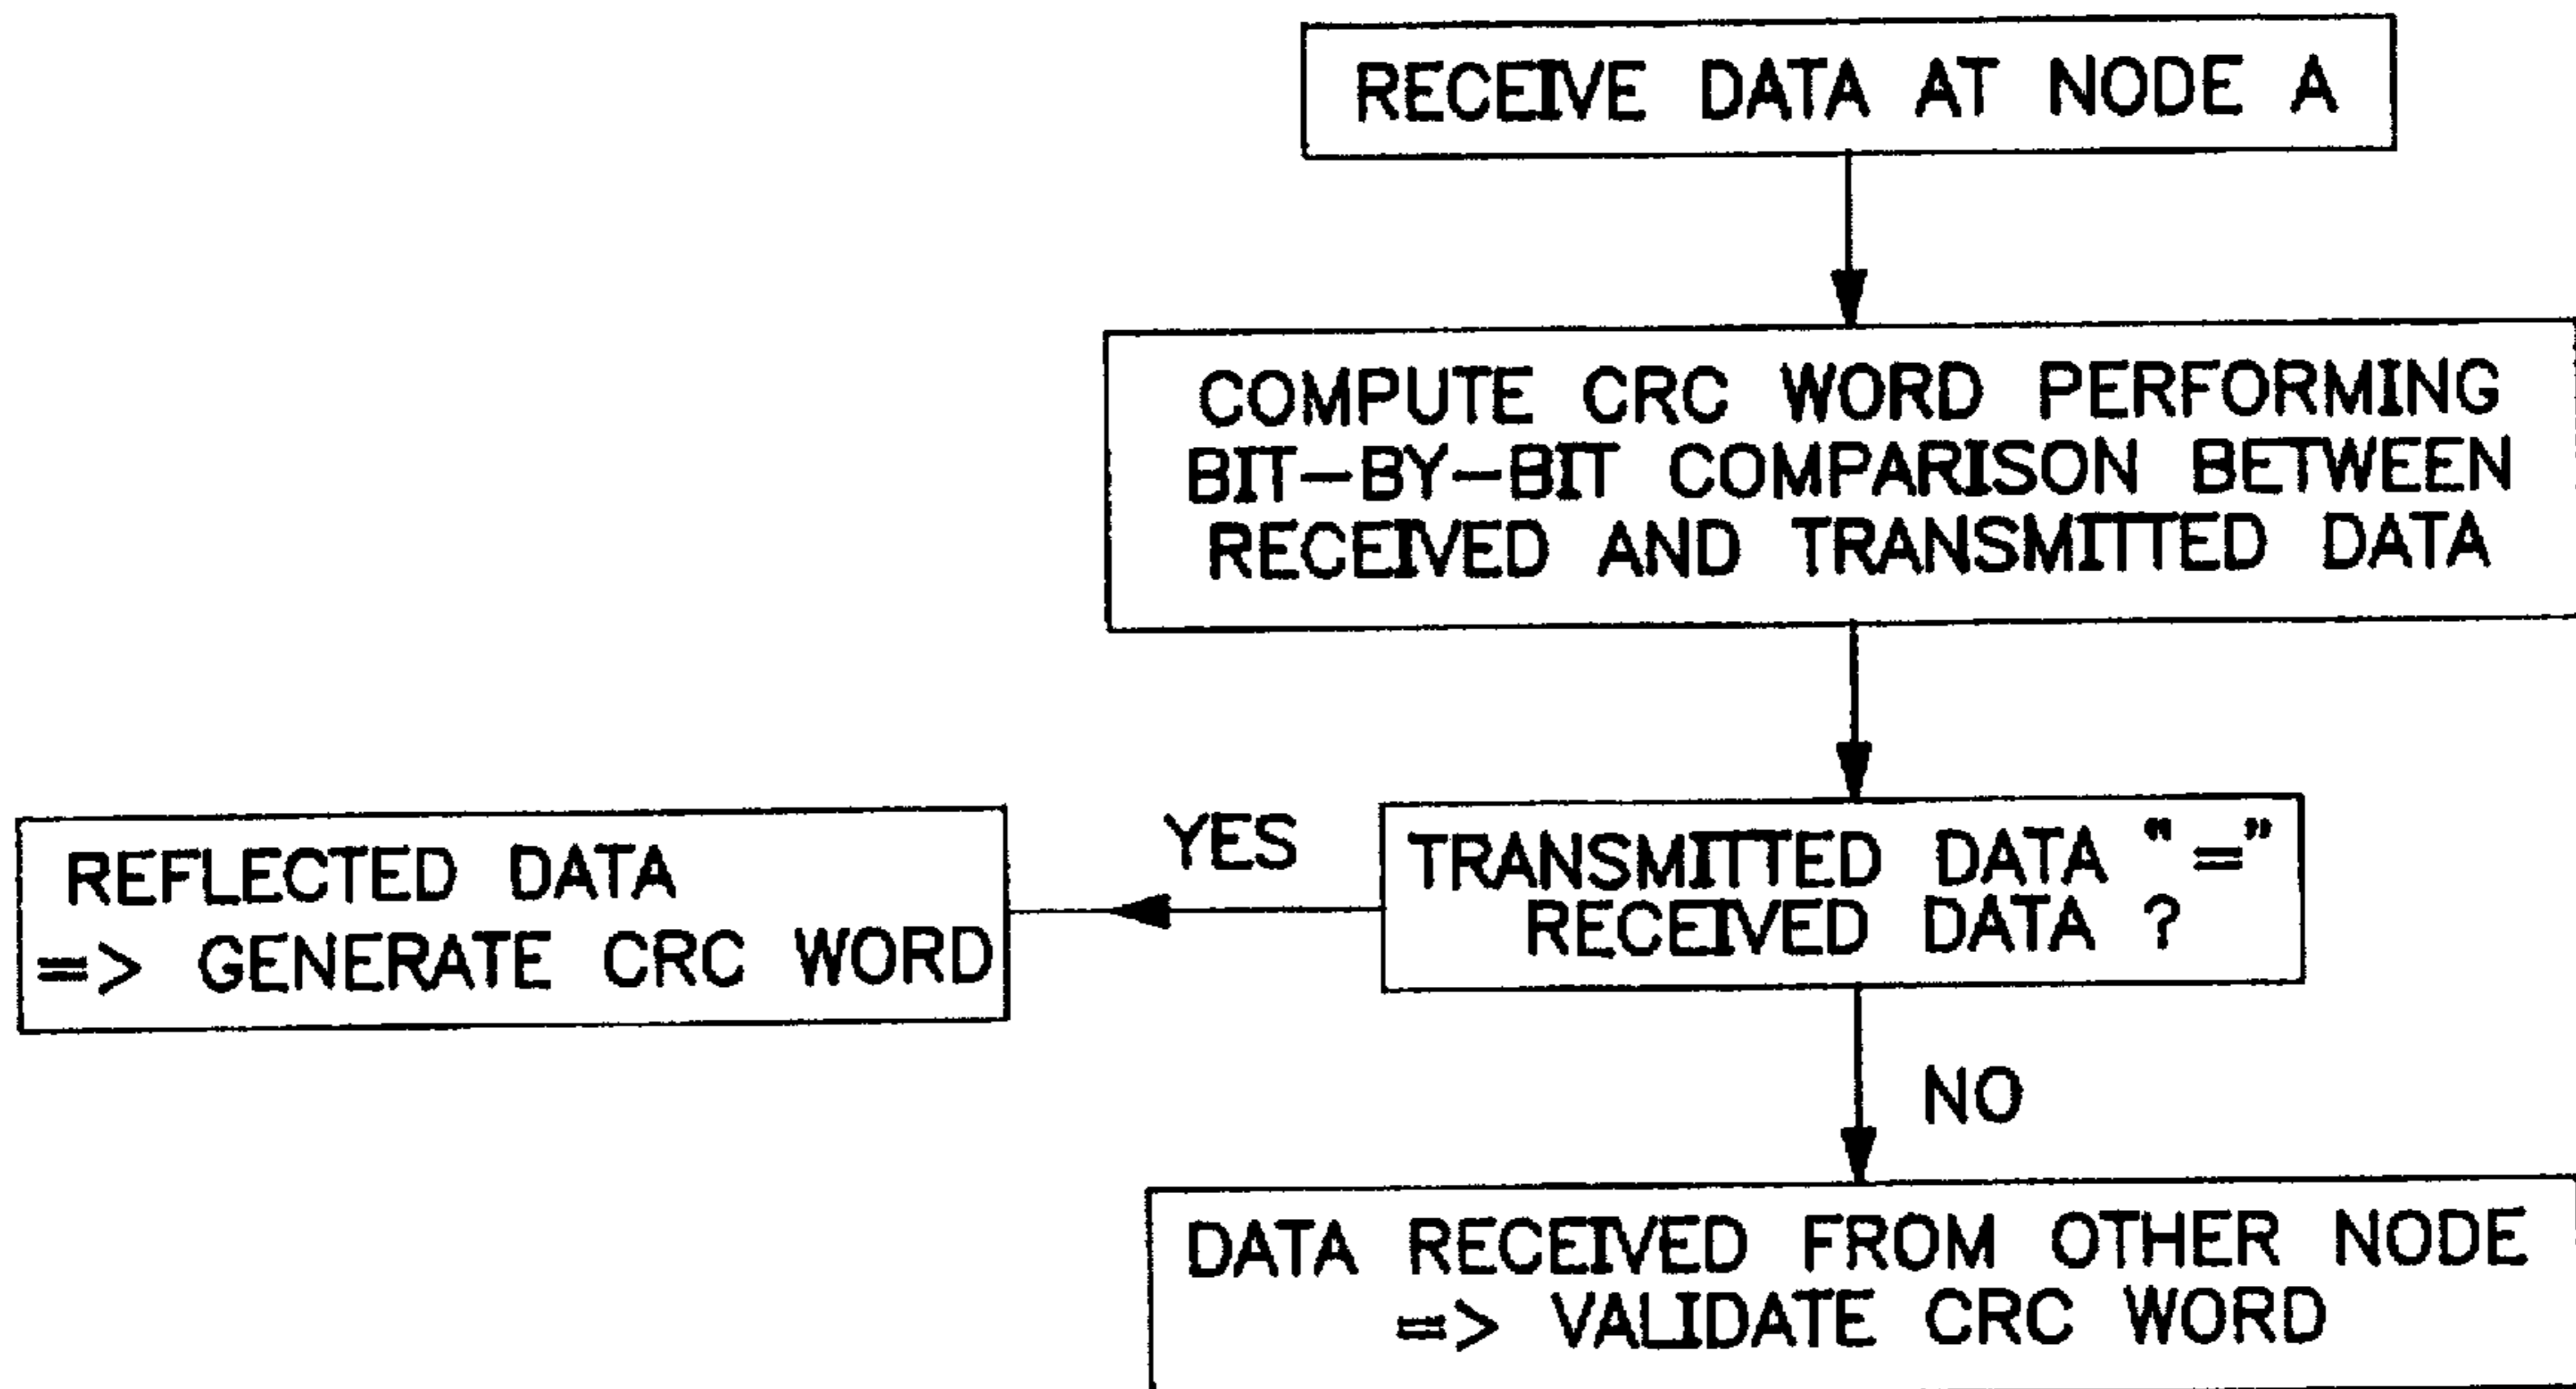 RECEIVE DATA AT NODE A
COMPUTE CRC WORD PERFORMING
BIT-BY-BIT COMPARISON BETWEEN
RECEIVED AND TRANSMITTED DATA
TRANSMITTED DATA "="
RECEIVED DATA ?
YES
REFLECTED DATA
=> GENERATE CRC WORD
NO
DATA RECEIVED FROM OTHER NODE
=> VALIDATE CRC WORD